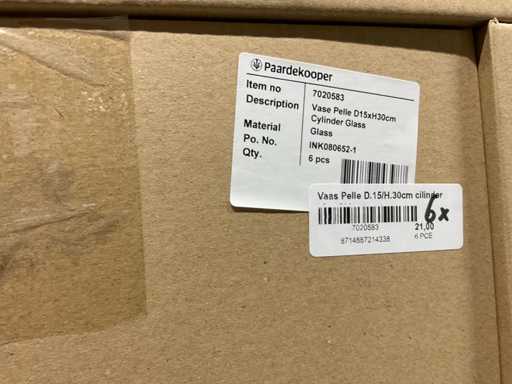 Paardekooper
Item no 7020583
Description Vase Pelle D15xH30cm
Cylinder Glass
Material Glass
Po. No. INK080652-1
Qty. 6 pcs
Vaas Pelle D.15/H.30cm cilinder
6x
7020583 21,00
8714887214338 6 PCE